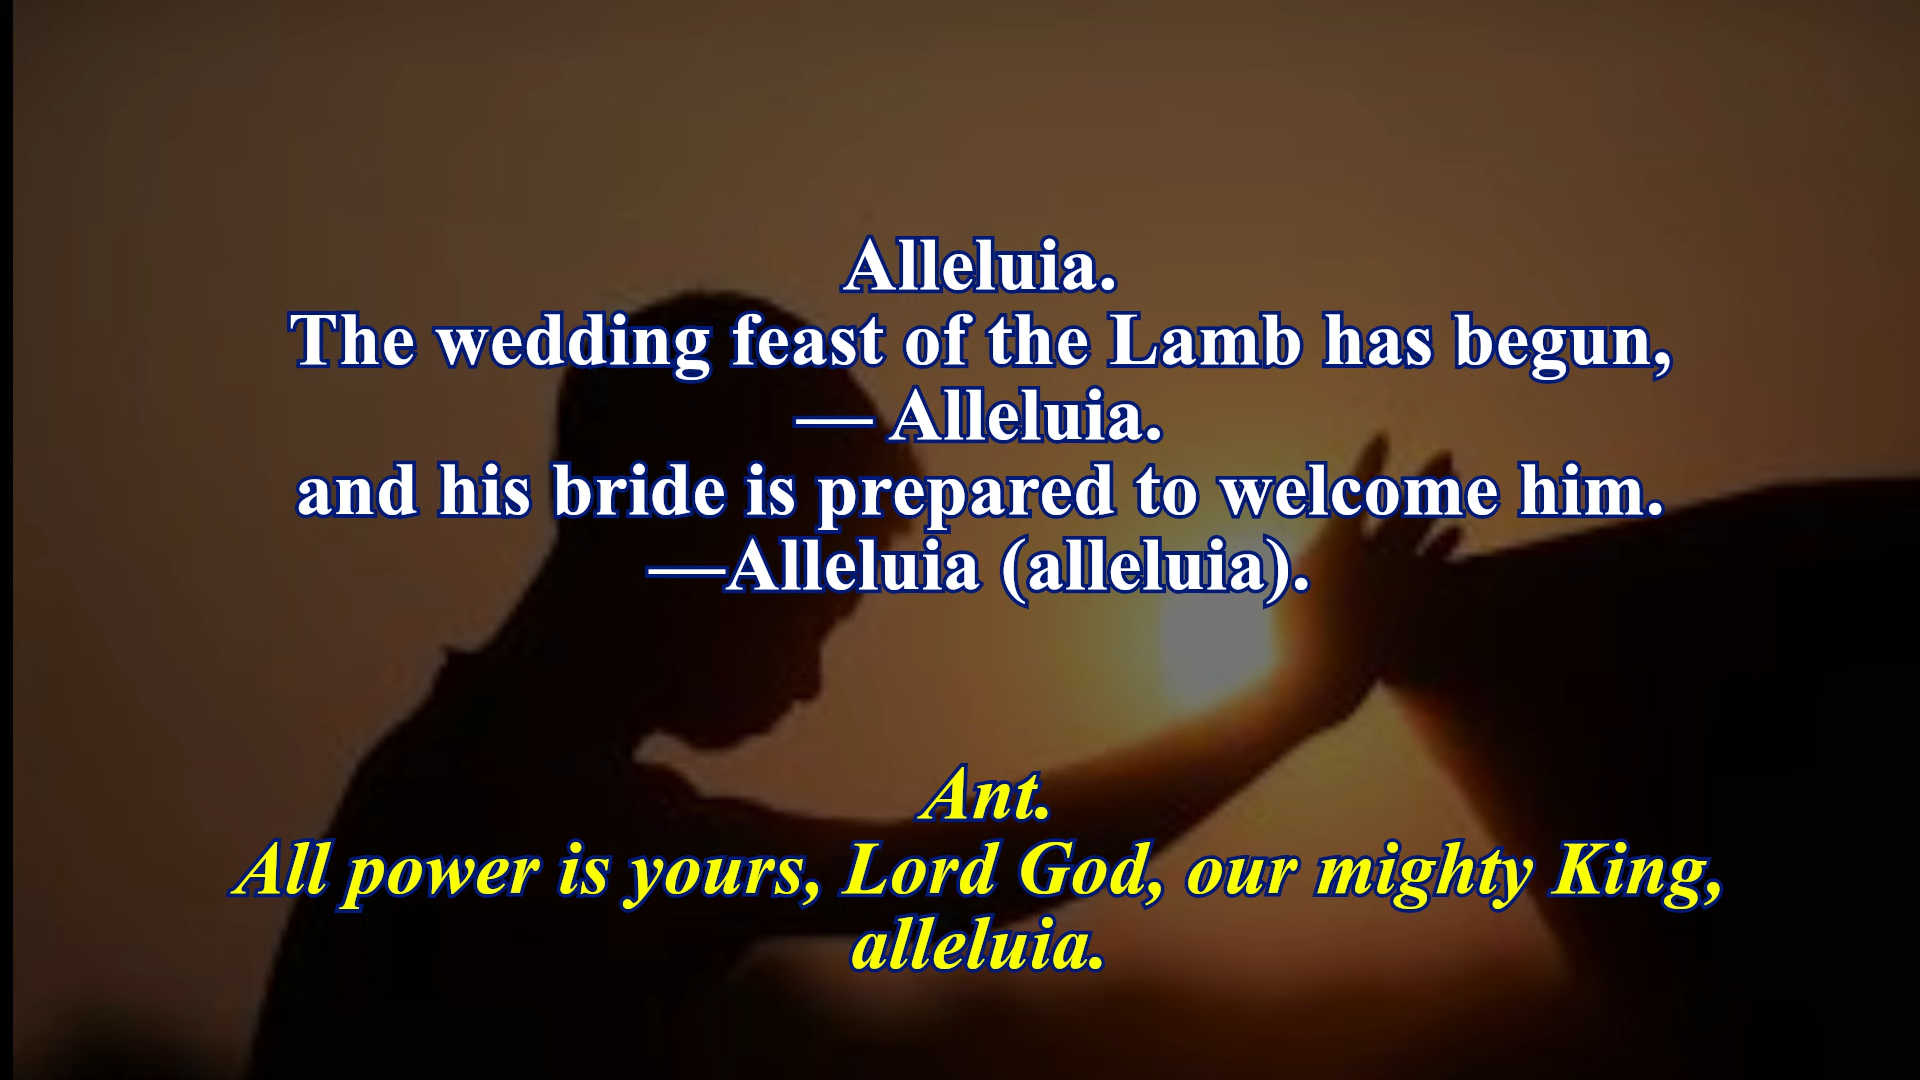 Alleluia.
The wedding feast of the Lamb has begun,
— Alleluia.
and his bride is prepared to welcome him.
—Alleluia (alleluia).
Ant.
All power is yours, Lord God, our mighty King,
alleluia.